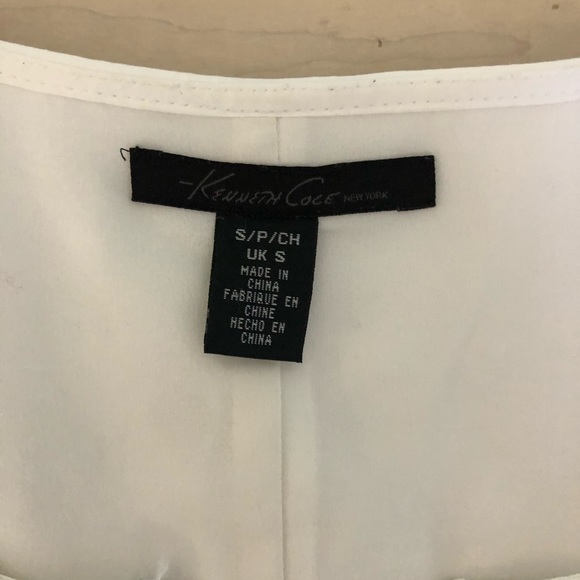 KENNETH COLE NEW YORK
S/P/CH
UK S
MADE IN
CHINA
FABRIQUE EN
CHINE
HECHO EN
CHINA